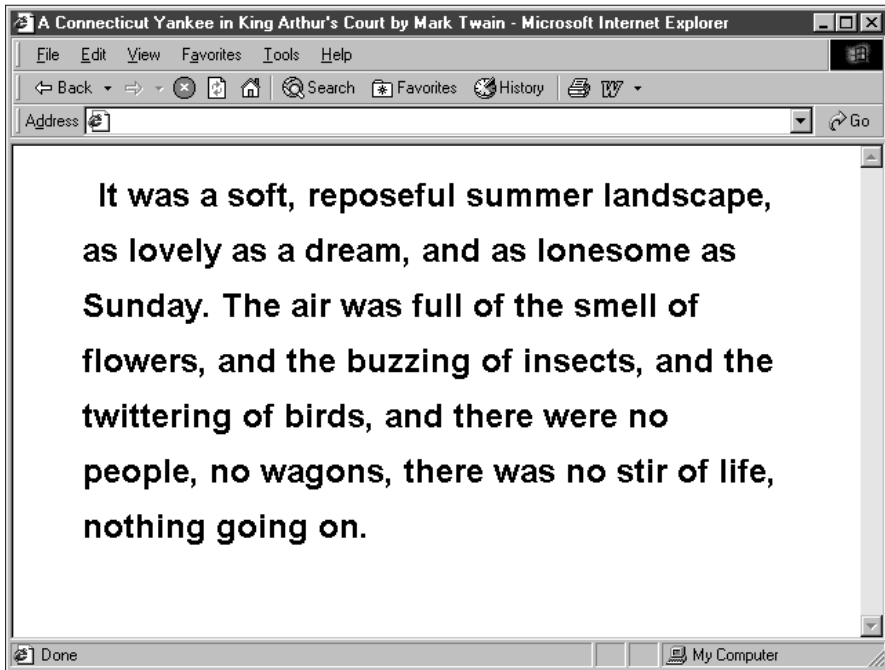 A Connecticut Yankee in King Arthur's Court by Mark Twain - Microsoft Internet Explorer
File Edit View Favorites Tools Help
Back Search Favorites History
Address Go
It was a soft, reposeful summer landscape,
as lovely as a dream, and as lonesome as
Sunday. The air was full of the smell of
flowers, and the buzzing of insects, and the
twittering of birds, and there were no
people, no wagons, there was no stir of life,
nothing going on.
Done My Computer